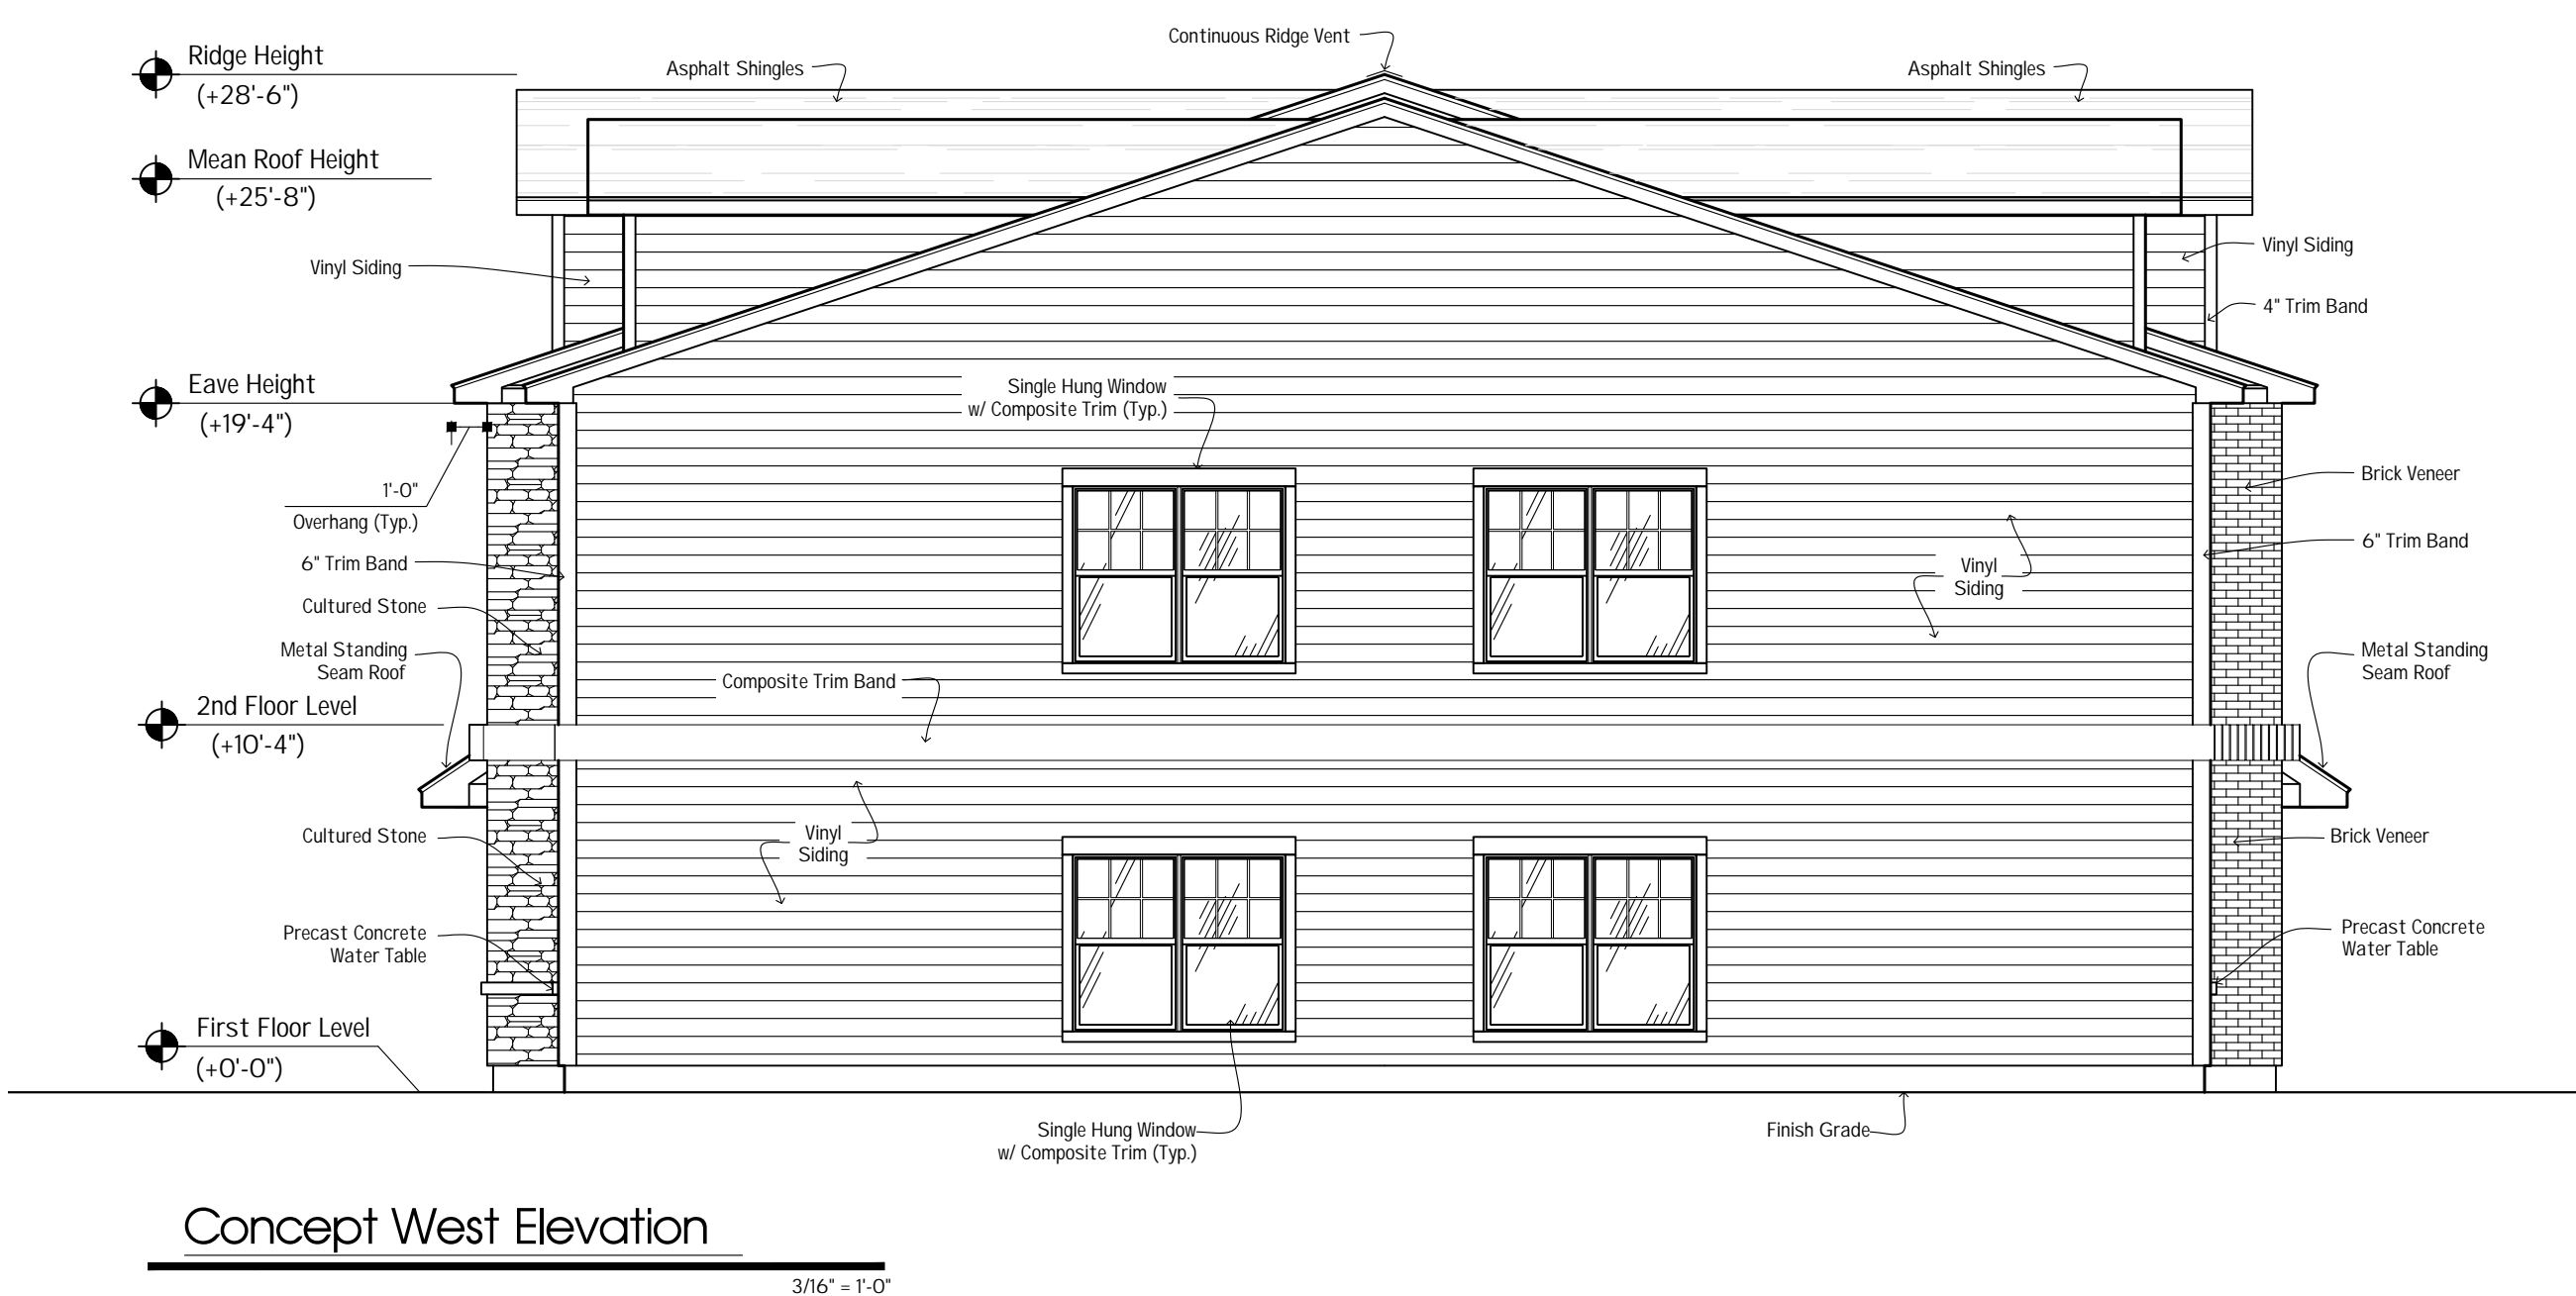 Continuous Ridge Vent
Ridge Height
(+28'-6")
Asphalt Shingles
Asphalt Shingles
Mean Roof Height
(+25'-8")
Vinyl Siding
Vinyl Siding
4" Trim Band
Eave Height
(+19'-4")
Single Hung Window
w/ Composite Trim (Typ.)
1'-0"
Overhang (Typ.)
Brick Veneer
6" Trim Band
6" Trim Band
Vinyl
Siding
Cultured Stone
Metal Standing
Seam Roof
Metal Standing
Seam Roof
Composite Trim Band
2nd Floor Level
(+10'-4")
Cultured Stone
Vinyl
Siding
Brick Veneer
Precast Concrete
Water Table
Precast Concrete
Water Table
First Floor Level
(+0'-0")
Single Hung Window
w/ Composite Trim (Typ.)
Finish Grade
Concept West Elevation
3/16" = 1'-0"